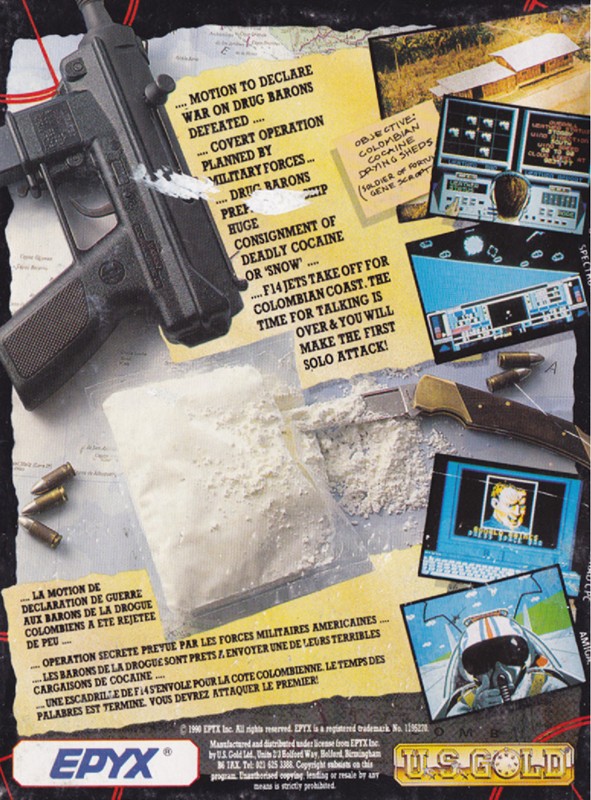 .... MOTION TO DECLARE
WAR ON DRUG BARONS
DEFEATED ....
.... COVERT OPERATION
PLANNED BY
MILITARY FORCES ...
.... DRUG BARONS
HUGE
CONSIGNMENT OF
DEADLY COCAINE
OR 'SNOW' ....
.... F14 JETS TAKE OFF FOR
COLOMBIAN COAST. THE
TIME FOR TALKING IS
OVER & YOU WILL
MAKE THE FIRST
SOLO ATTACK!
OBJECTIVE:
COLOMBIAN
COCAINE
DRYING SHEDS
(SOLDIER OF FORTUNE
GENE SCROFT)
.... LA MOTION DE
DECLARATION DE GUERRE
AUX BARONS DE LA DROGUE
COLOMBIENS A ETE REJETEE
DE PEU ....
.... OPERATION SECRETE PREVUE PAR LES FORCES MILITAIRES AMERICAINES ....
.... LES BARONS DE LA DROGUE SONT PRETS A ENVOYER UNE DE LEURS TERRIBLES
CARGAISONS DE COCAINE ....
... UNE ESCADRILLE DE F14 S'ENVOLE POUR LA COTE COLOMBIENNE. LE TEMPS DES
PALABRES EST TERMINE. VOUS DEVREZ ATTAQUER LE PREMIER!
© 1990 EPYX Inc. All rights reserved. EPYX is a registered trademark. No. 1195270.
Manufactured and distributed under license from EPYX Inc.
by U.S. Gold Ltd., Units 2/3 Holford Way, Holford, Birmingham
B6 7AX. Tel: 021 625 3388. Copyright subsists on this
program. Unauthorised copying, lending or resale by any
means is strictly prohibited.
EPYX®
U.S. GOLD
AMIGA